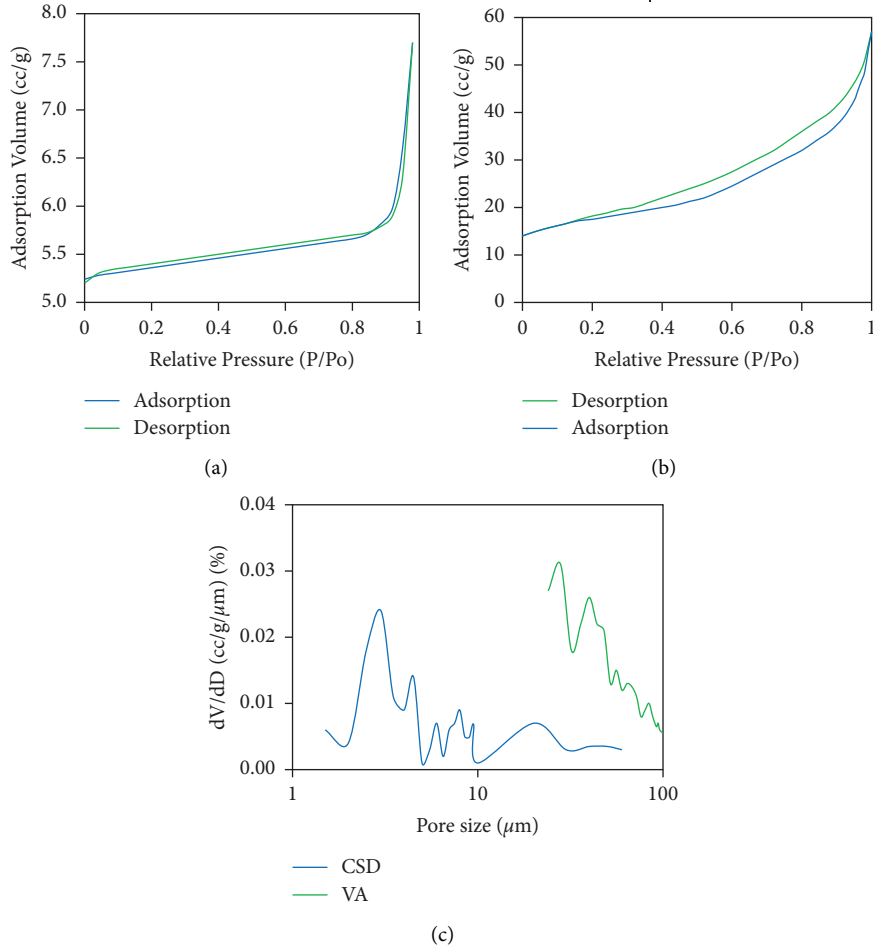 8.0
7.5
7.0
6.5
6.0
5.5
5.0
Adsorption Volume (cc/g)
0 0.2 0.4 0.6 0.8 1
Relative Pressure (P/Po)
Adsorption
Desorption
(a)
60
50
40
30
20
10
0
Adsorption Volume (cc/g)
0 0.2 0.4 0.6 0.8 1
Relative Pressure (P/Po)
Desorption
Adsorption
(b)
0.04
0.03
0.02
0.01
0.00
dV/dD (cc/g/μm) (%)
1 10 100
Pore size (μm)
CSD
VA
(c)